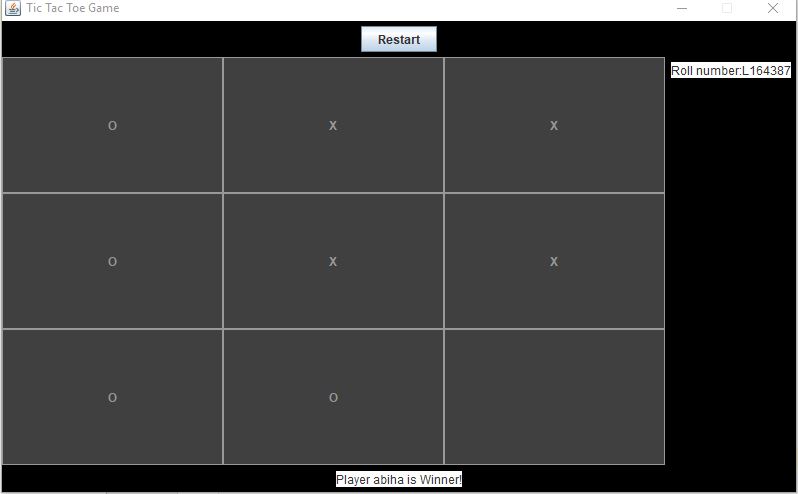 Tic Tac Toe Game
Restart
Roll number:L164387
O X X
O X X
O O
Player abiha is Winner!